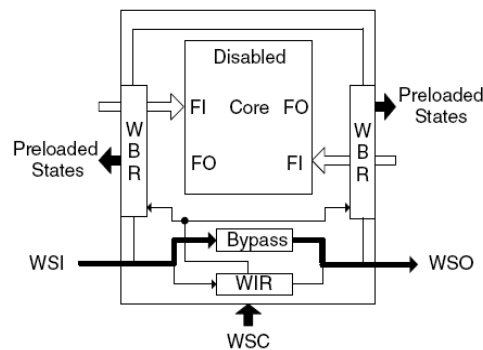 Disabled
Preloaded
States
FI Core FO
W
B
R
W
B
R
Preloaded
States
FO FI
Bypass
WSI
WSO
WIR
WSC